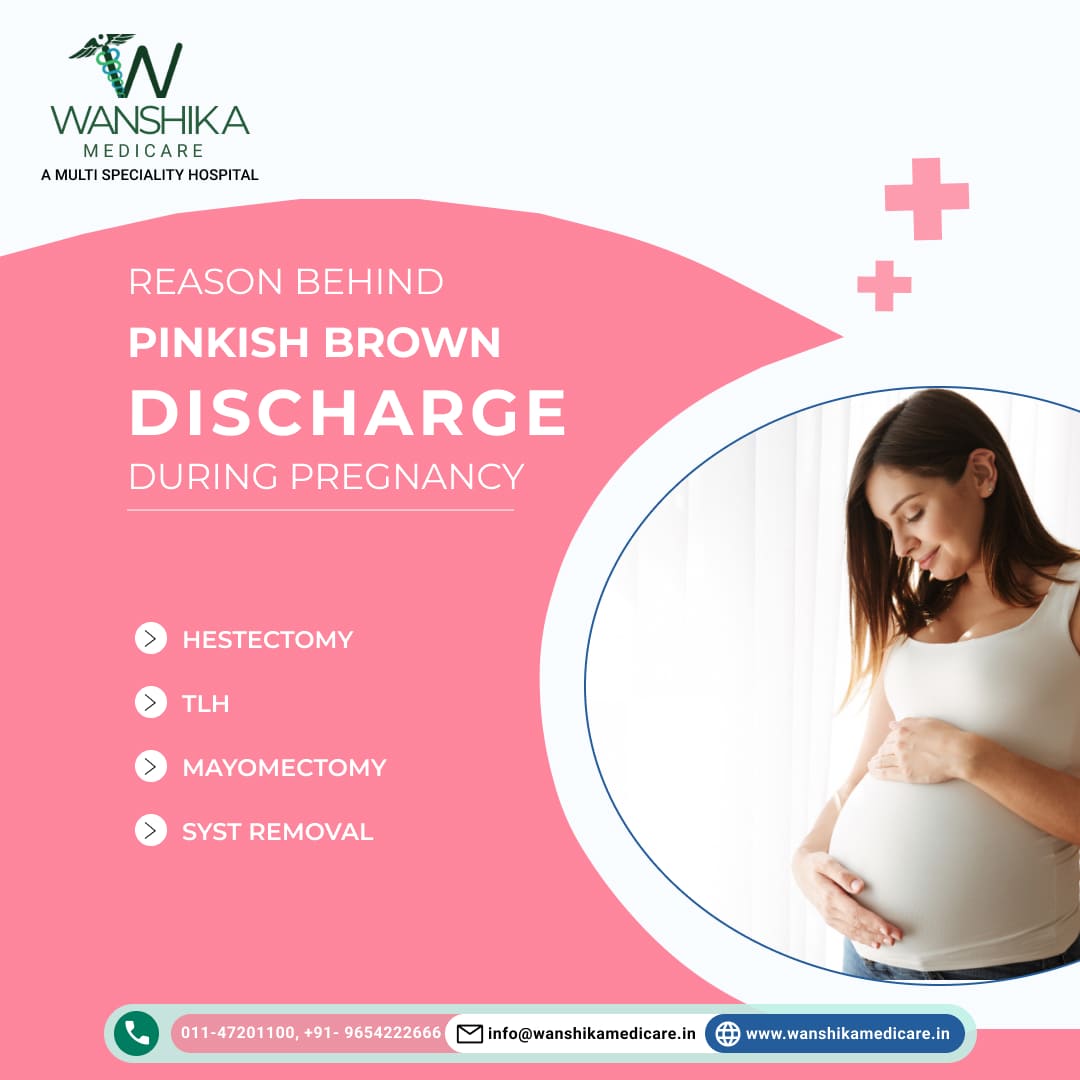 W
WANSHIKA
MEDICARE
A MULTI SPECIALITY HOSPITAL
REASON BEHIND
PINKISH BROWN
DISCHARGE
DURING PREGNANCY
HESTECTOMY
TLH
MAYOMECTOMY
SYST REMOVAL
011-47201100, +91- 9654222666 info@wanshikamedicare.in www.wanshikamedicare.in